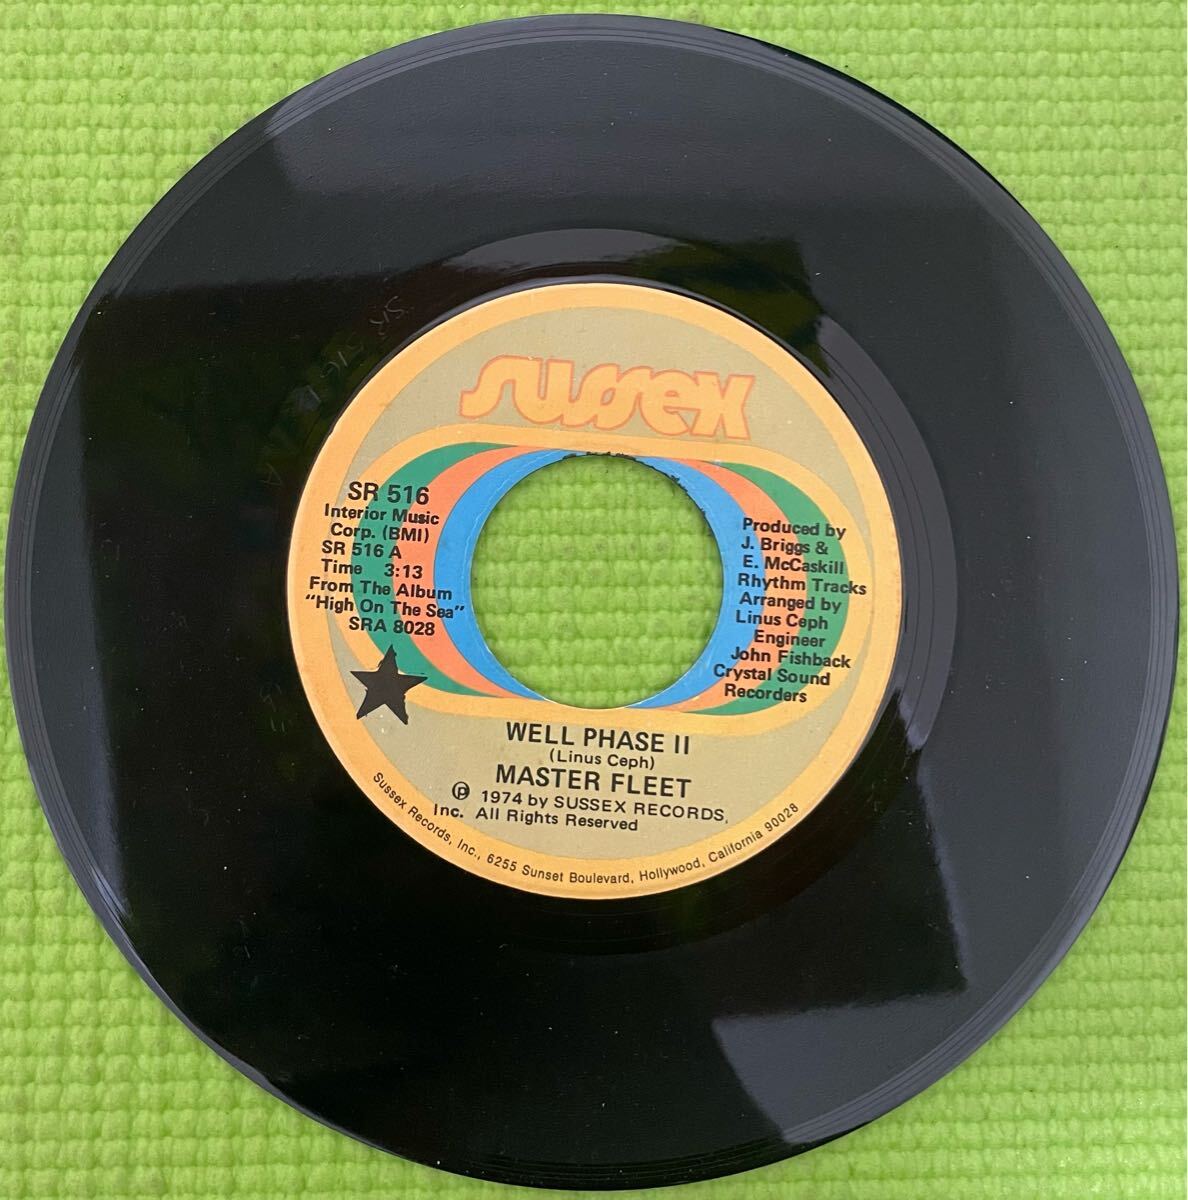 sussex
SR 516
Interior Music
Corp. (BMI)
SR 516 A
Time 3:13
From The Album
"High On The Sea"
SRA 8028
Produced by
J. Briggs &
E. McCaskill
Rhythm Tracks
Arranged by
Linus Ceph
Engineer
John Fishback
Crystal Sound
Recorders
WELL PHASE II
(Linus Ceph)
MASTER FLEET
℗ 1974 by SUSSEX RECORDS,
Inc. All Rights Reserved
Sussex Records, Inc., 6255 Sunset Boulevard, Hollywood, California 90028